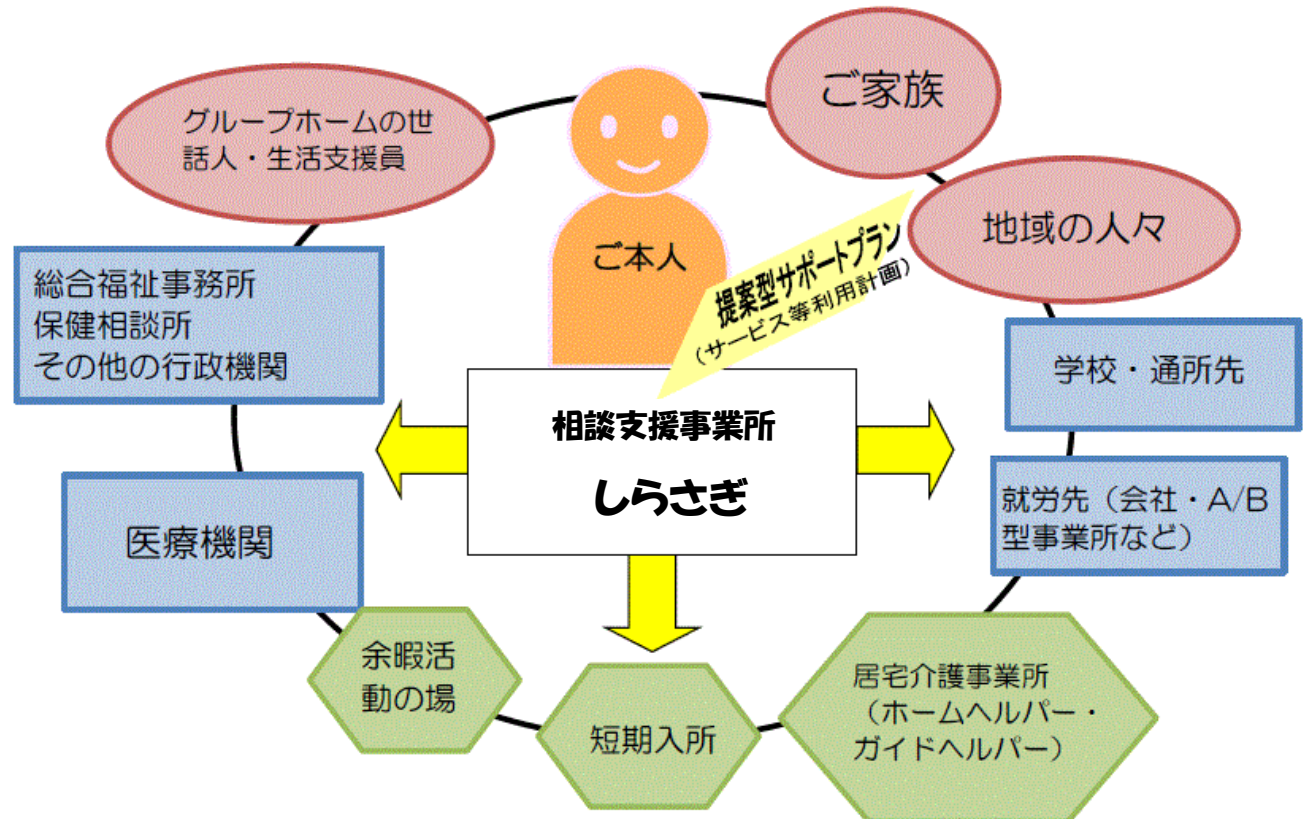 ご家族
グループホームの世
話人・生活支援員
地域の人々
ご本人
提案型サポートプラン
（サービス等利用計画）
総合福祉事務所
保健相談所
その他の行政機関
学校・通所先
相談支援事業所
しらさぎ
就労先（会社・A/B
型事業所など）
医療機関
余暇活
動の場
短期入所
居宅介護事業所
（ホームヘルパー・
ガイドヘルパー）